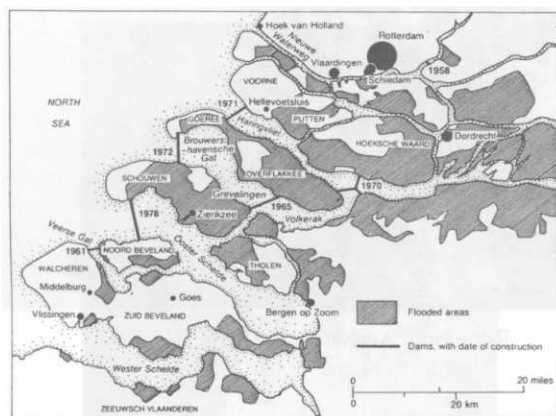 Hoek van Holland
Nieuwe
Waterweg
Rotterdam
Vlaardingen
Schiedam
1958
VOORNE
1971
Hellevoetsluis
PUTTEN
NORTH
SEA
GOEREE
Haringvliet
HOEKSCHE WAARD
Dordrecht
Brouwers-
havensche
Gat
1972
OVERFLAKKEE
SCHOUWEN
Grevelingen
1970
1965
Volkerak
1978
Zierikzee
Veerse Gat
Ooster Schelde
1961
NOORD BEVELAND
THOLEN
WALCHEREN
Middelburg
Goes
Bergen op Zoom
Vlissingen
ZUID BEVELAND
Wester Schelde
ZEEUWSCH VLAANDEREN
Flooded areas
Dams, with date of construction
0
20 miles
0
20 km